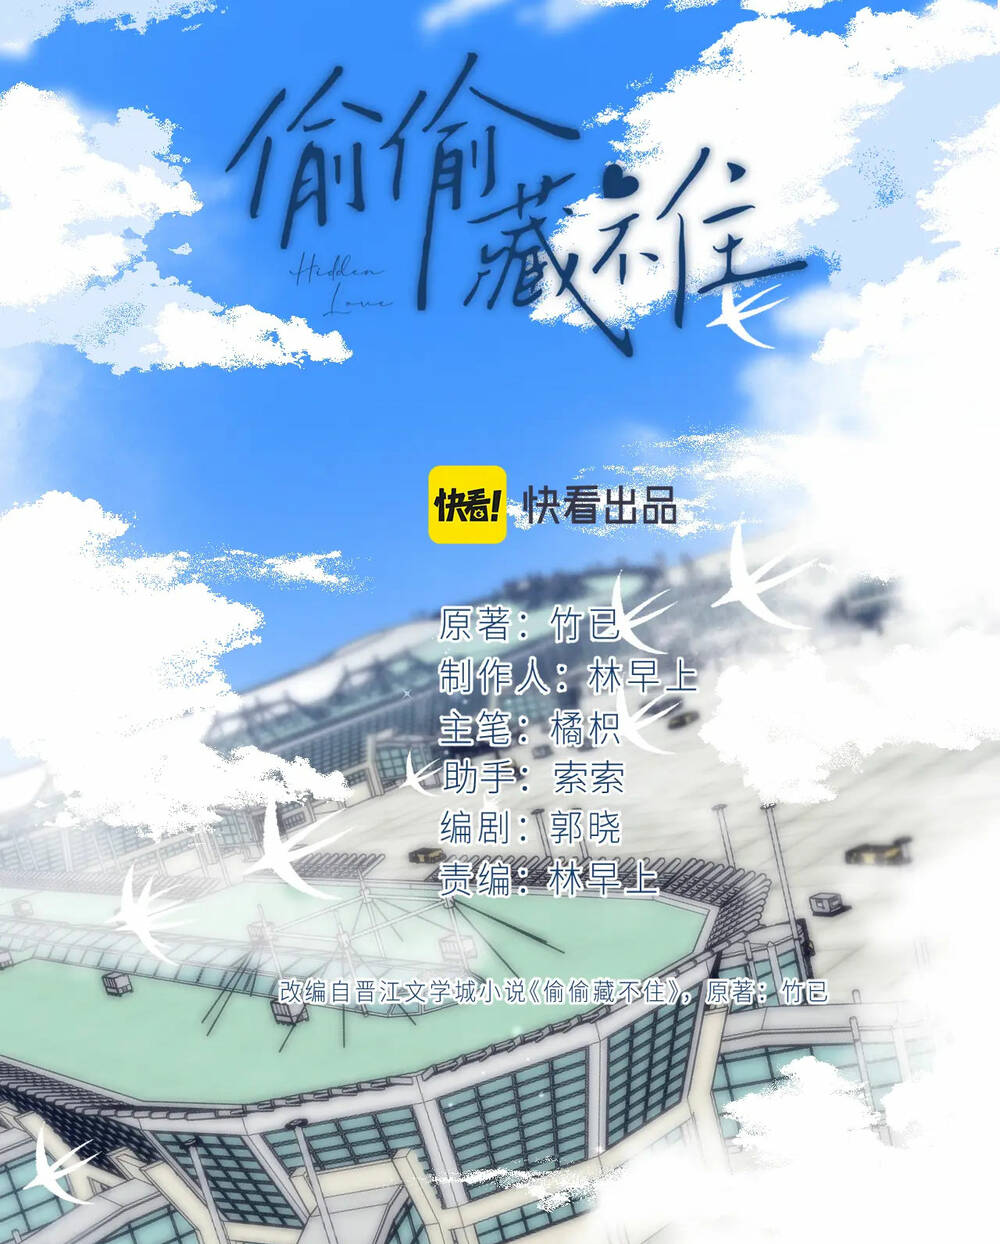 偷偷藏不住
Hidden
Love
快看!
快看出品
原著：竹已
制作人：林早上
主笔：橘枳
助手：索索
编剧：郭晓
责编：林早上
改编自晋江文学城小说《偷偷藏不住》，原著：竹已